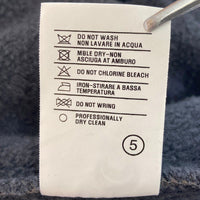 DO NOT WASH
NON LAVARE IN ACQUA
MBLE DRY-NON
ASCIUGA AT AMBURO
DO NOT CHLORINE BLEACH
IRON-STIRARE A BASSA
TEMPERATURA
DO NOT WRING
PROFESSIONALLY
DRY CLEAN
5